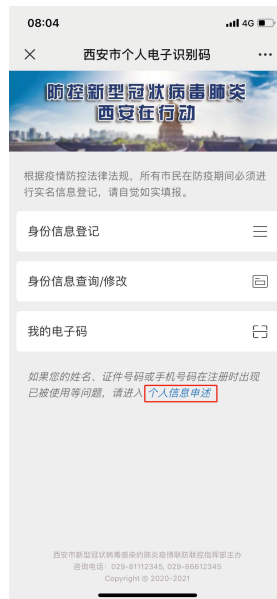 08:04
4G
西安市个人电子识别码
防控新型冠状病毒肺炎
西安在行动
根据疫情防控法律法规，所有市民在防疫期间必须进
行实名信息登记，请自觉如实填报。
身份信息登记
身份信息查询/修改
我的电子码
如果您的姓名、证件号码或手机号码在注册时出现
已被使用等问题，请进入 个人信息申述
西安市新型冠状病毒感染的肺炎疫情联防联控指挥部主办
咨询电话：029-81112345, 029-86612345
Copyright © 2020-2021